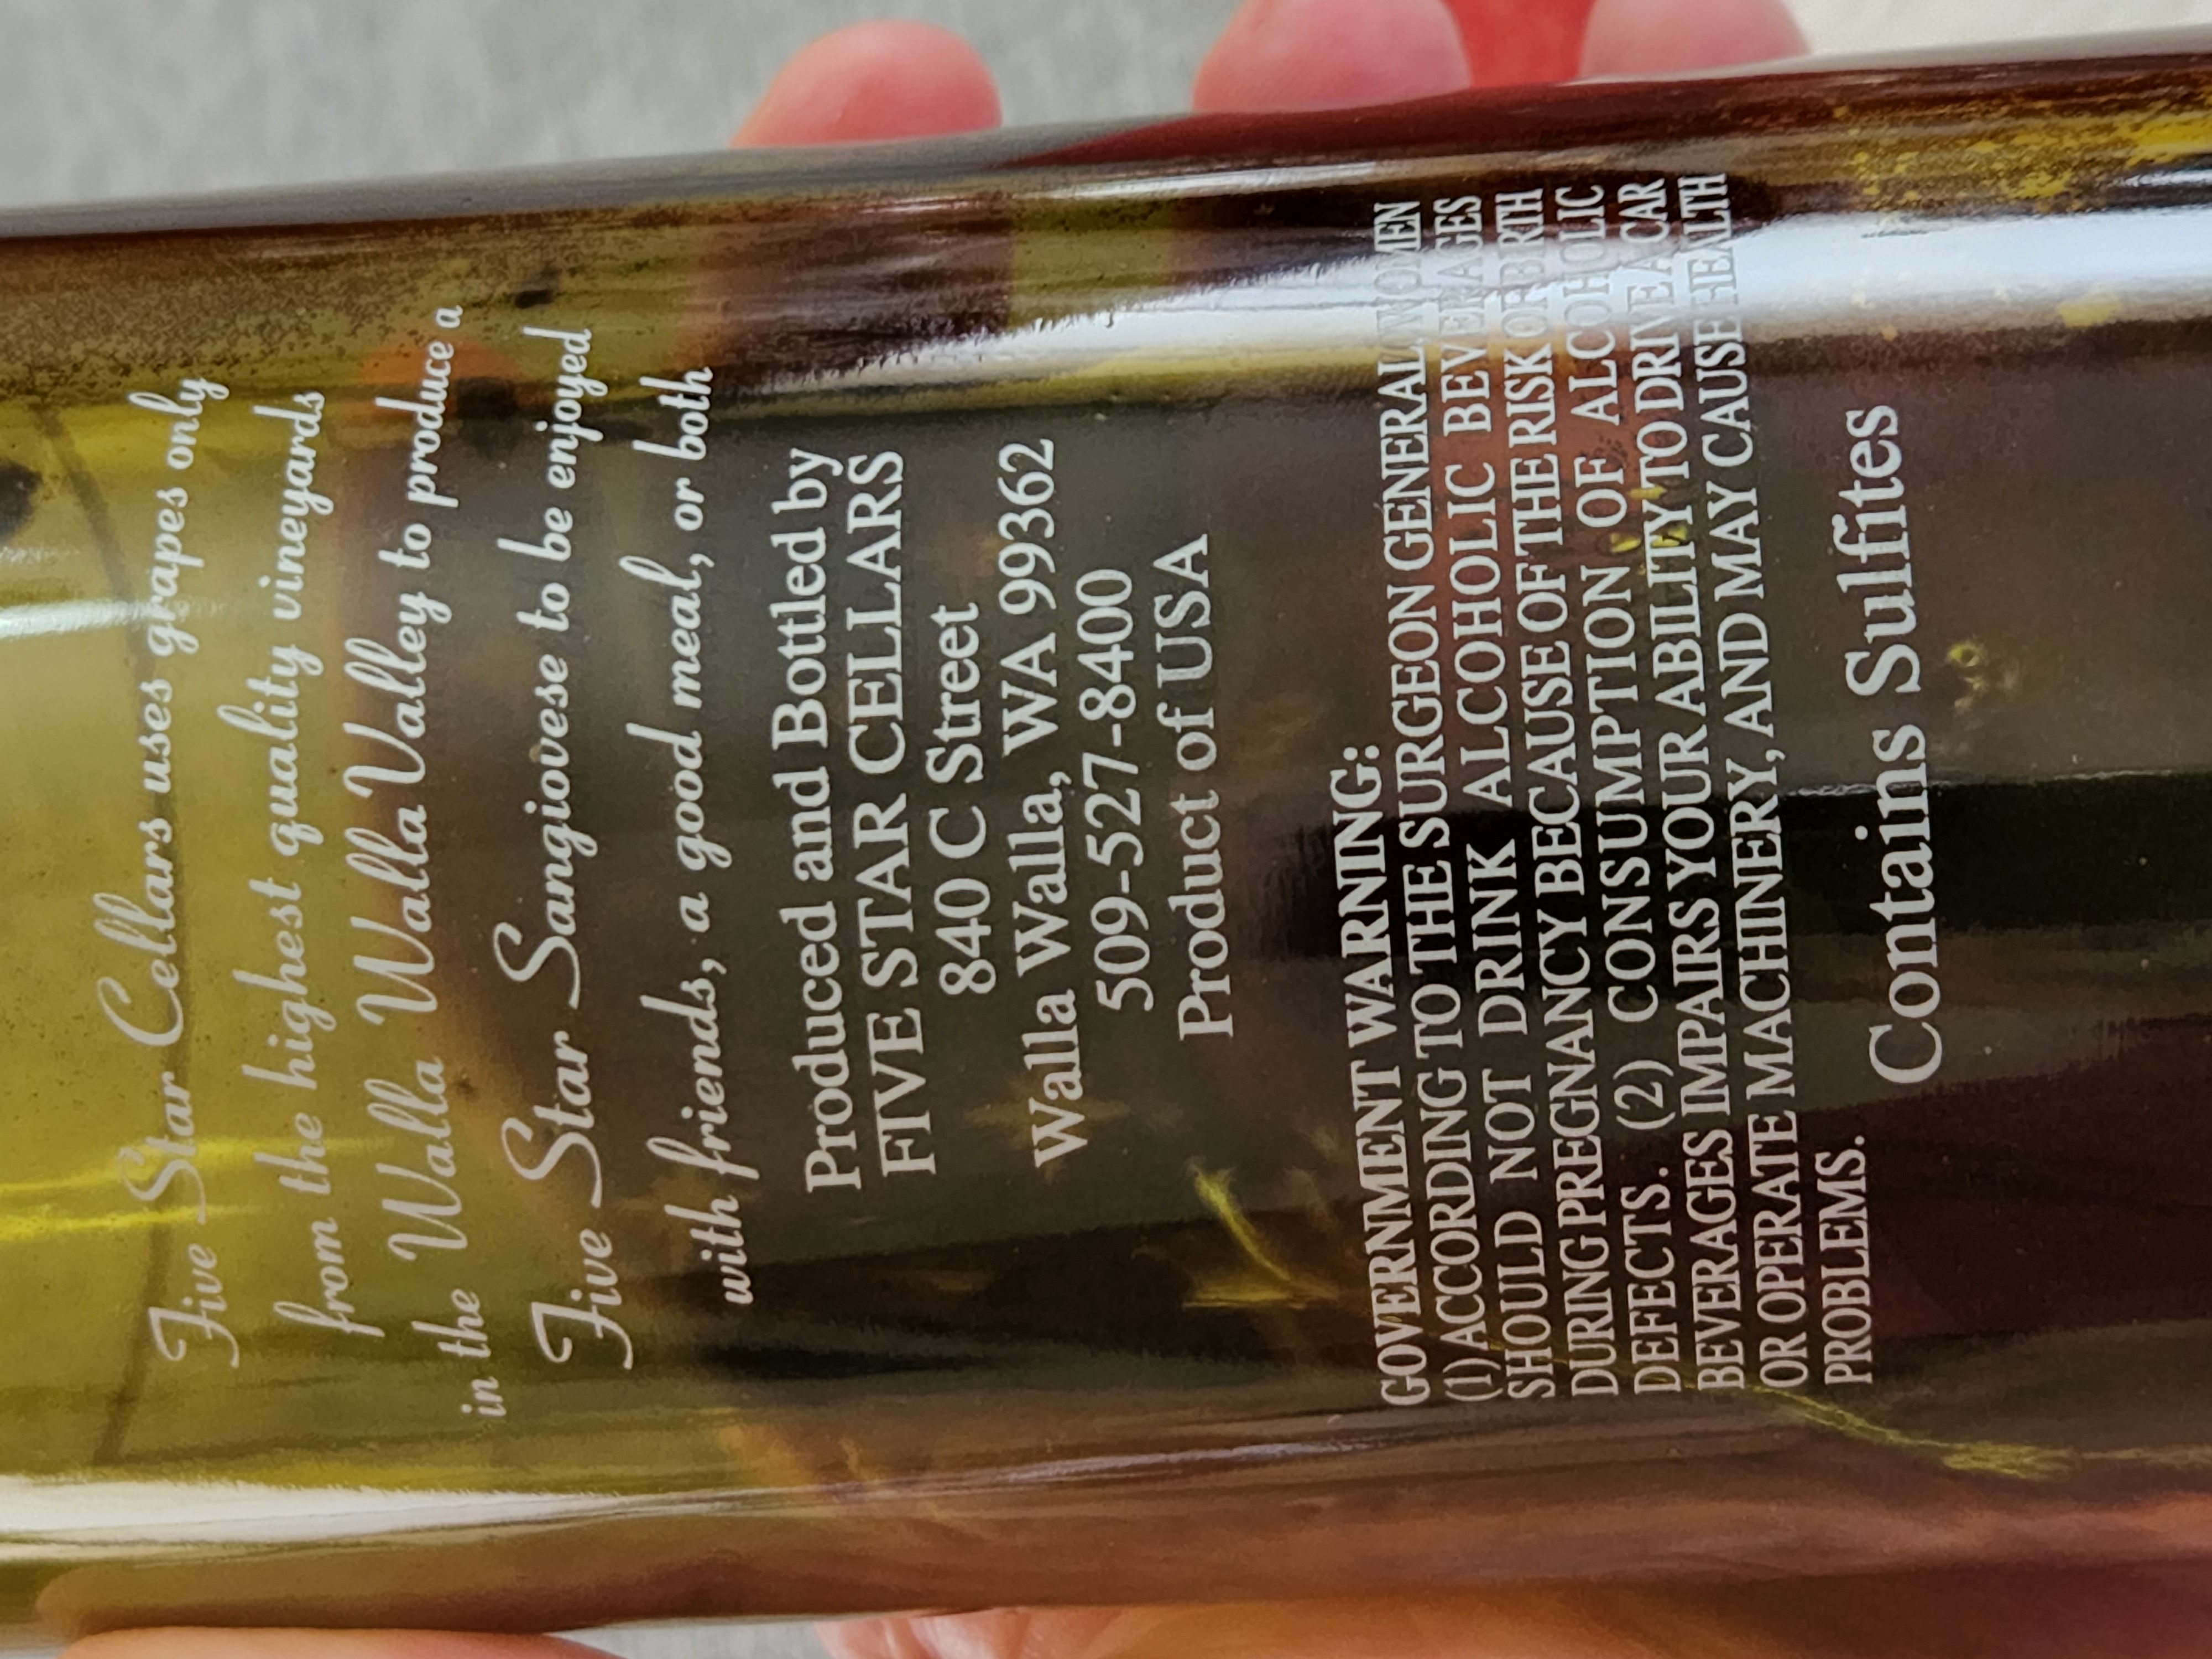 Five Star Cellars uses grapes only
from the highest quality vineyards
in the Walla Walla Valley to produce a
Five Star Sangiovese to be enjoyed
with friends, a good meal, or both
Produced and Bottled by
FIVE STAR CELLARS
840 C Street
Walla Walla, WA 99362
509-527-8400
Product of USA
GOVERNMENT WARNING:
(1) ACCORDING TO THE SURGEON GENERAL, WOMEN
SHOULD NOT DRINK ALCOHOLIC BEVERAGES
DURING PREGNANCY BECAUSE OF THE RISK OF BIRTH
DEFECTS. (2) CONSUMPTION OF ALCOHOLIC
BEVERAGES IMPAIRS YOUR ABILITY TO DRIVE A CAR
OR OPERATE MACHINERY, AND MAY CAUSE HEALTH
PROBLEMS.
Contains Sulfites